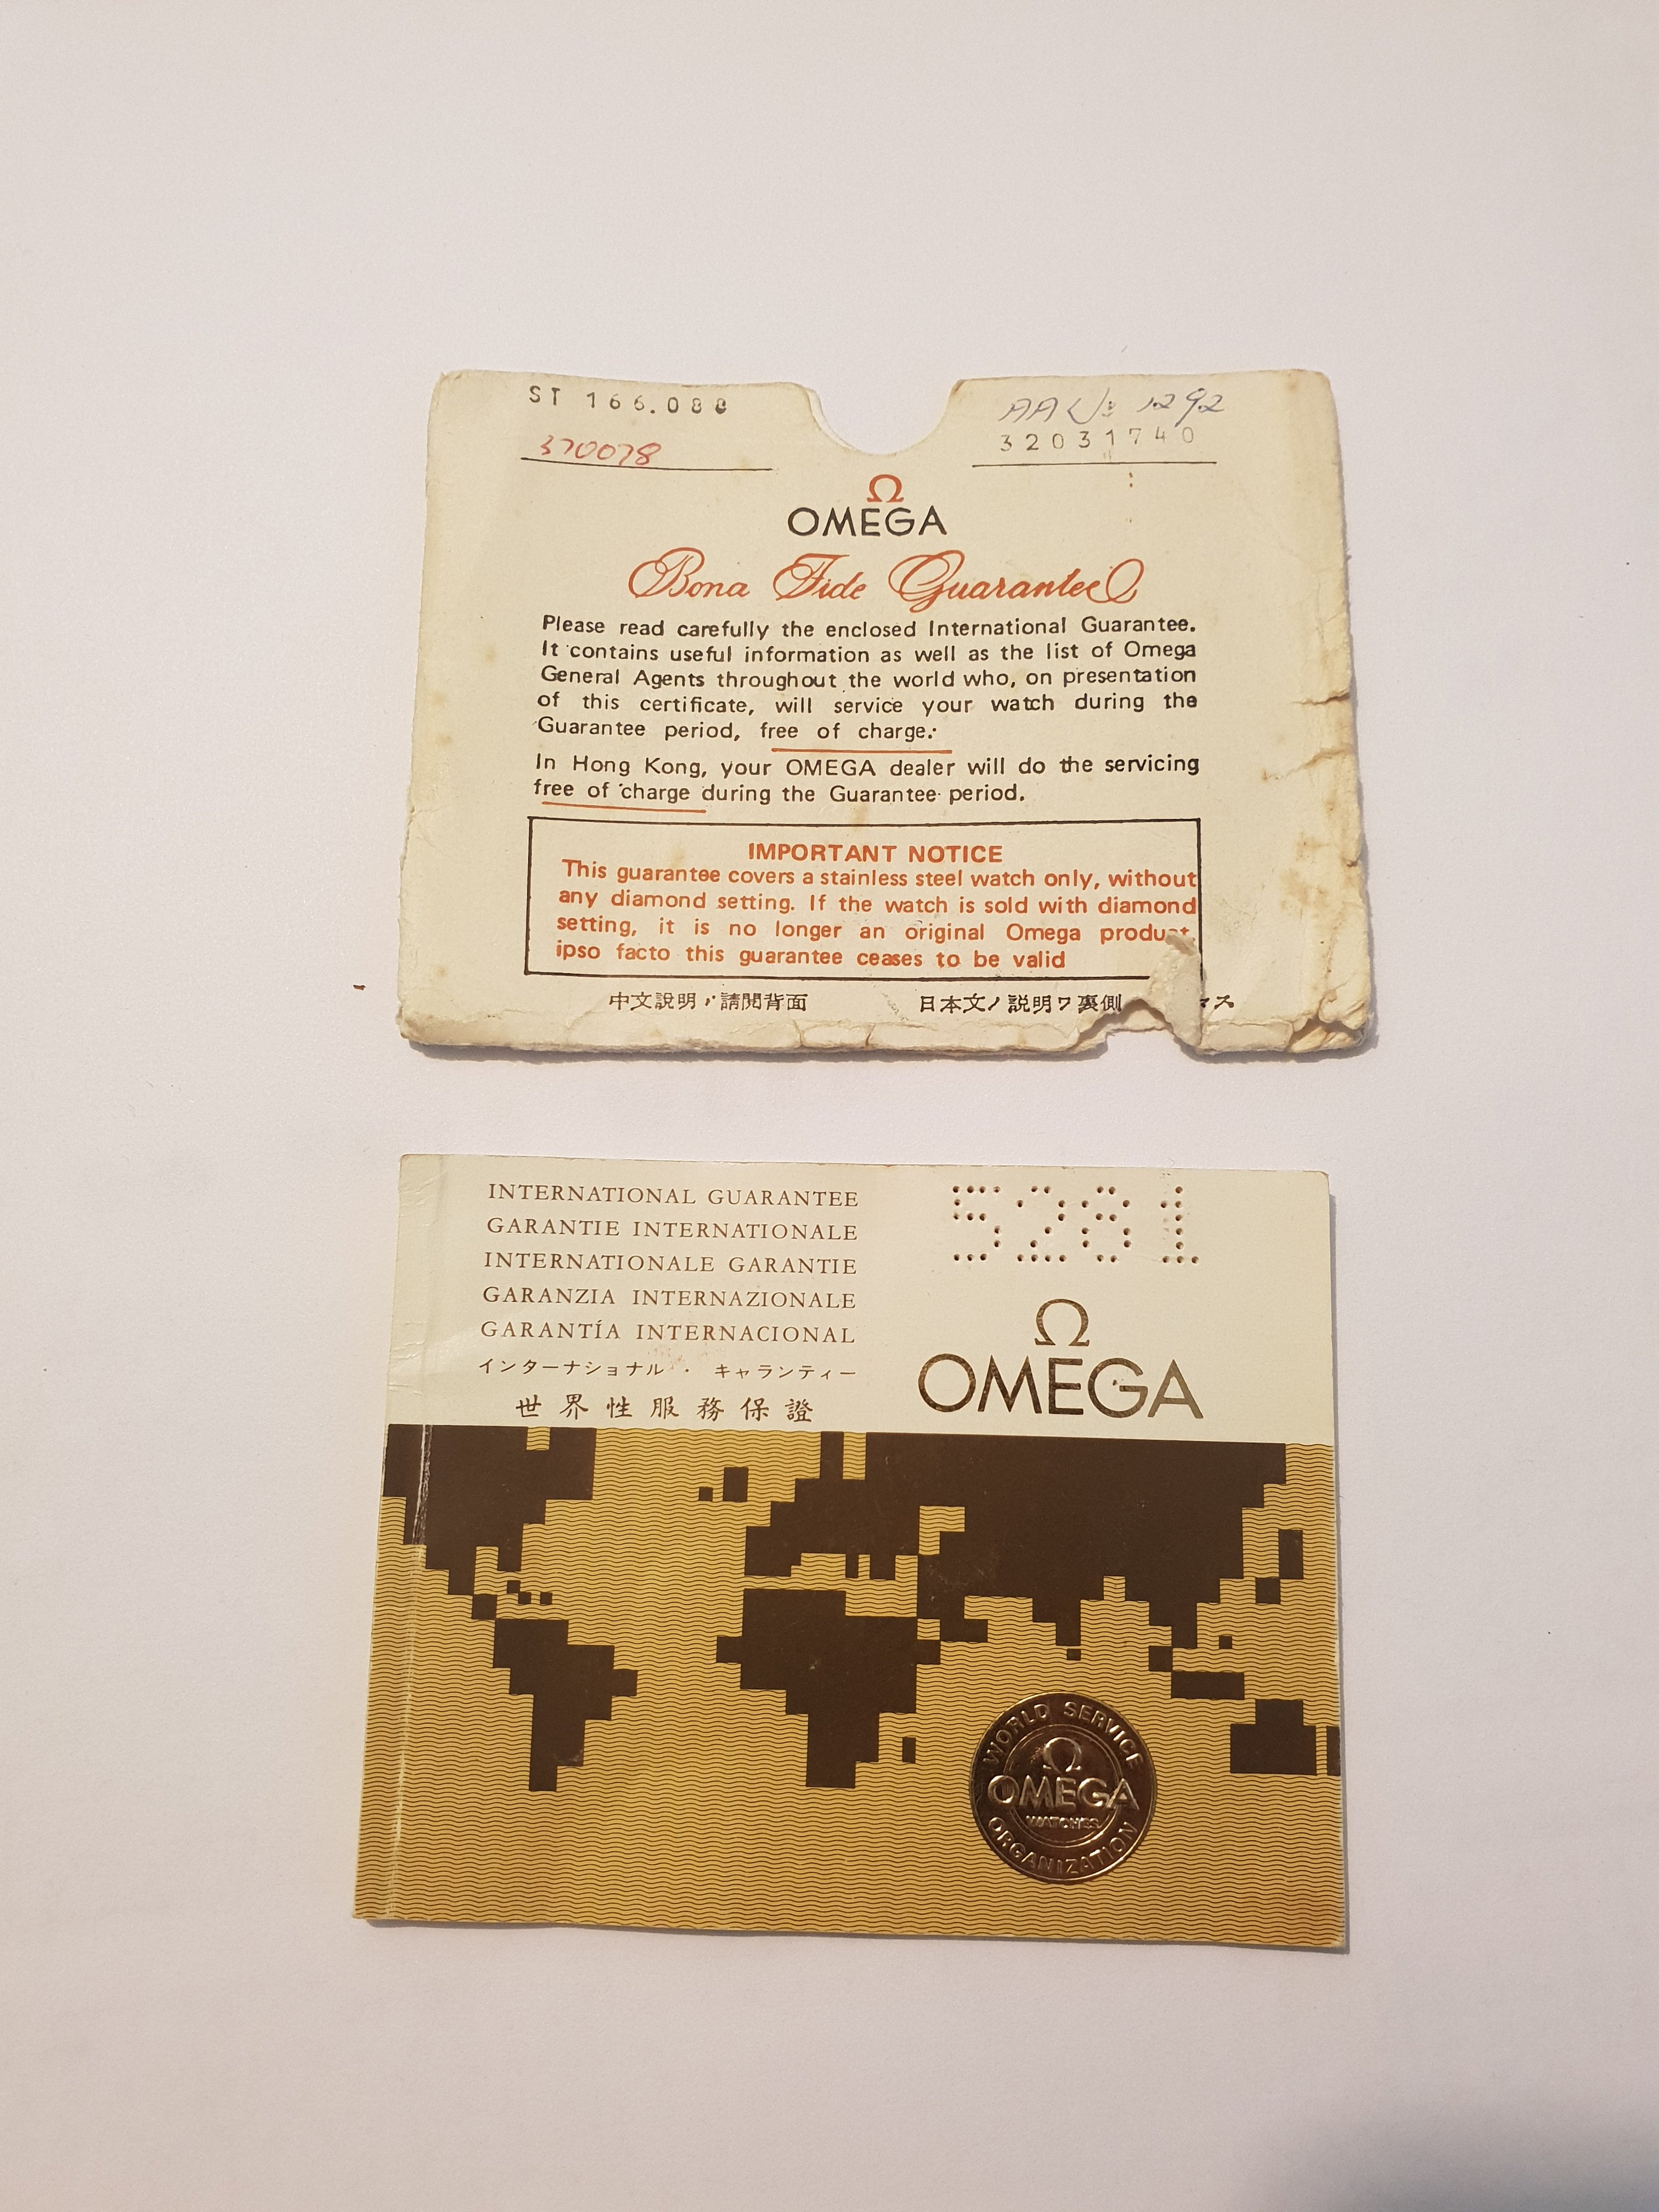 ST 166.088
AAU: 1292
370078
32031740
Ω
OMEGA
Bona Fide Guarantee
Please read carefully the enclosed International Guarantee.
It contains useful information as well as the list of Omega
General Agents throughout the world who, on presentation
of this certificate, will service your watch during the
Guarantee period, free of charge.
In Hong Kong, your OMEGA dealer will do the servicing
free of charge during the Guarantee period.
IMPORTANT NOTICE
This guarantee covers a stainless steel watch only, without
any diamond setting. If the watch is sold with diamond
setting, it is no longer an original Omega product,
ipso facto this guarantee ceases to be valid
中文說明，請閱背面
日本文ノ説明ヲ裏側
INTERNATIONAL GUARANTEE
GARANTIE INTERNATIONALE
INTERNATIONALE GARANTIE
GARANZIA INTERNAZIONALE
GARANTÍA INTERNACIONAL
インターナショナル · キャランティー
世界性服務保證
5281
Ω
OMEGA
WORLD SERVICE
Ω
OMEGA
WATCHES
ORGANIZATION